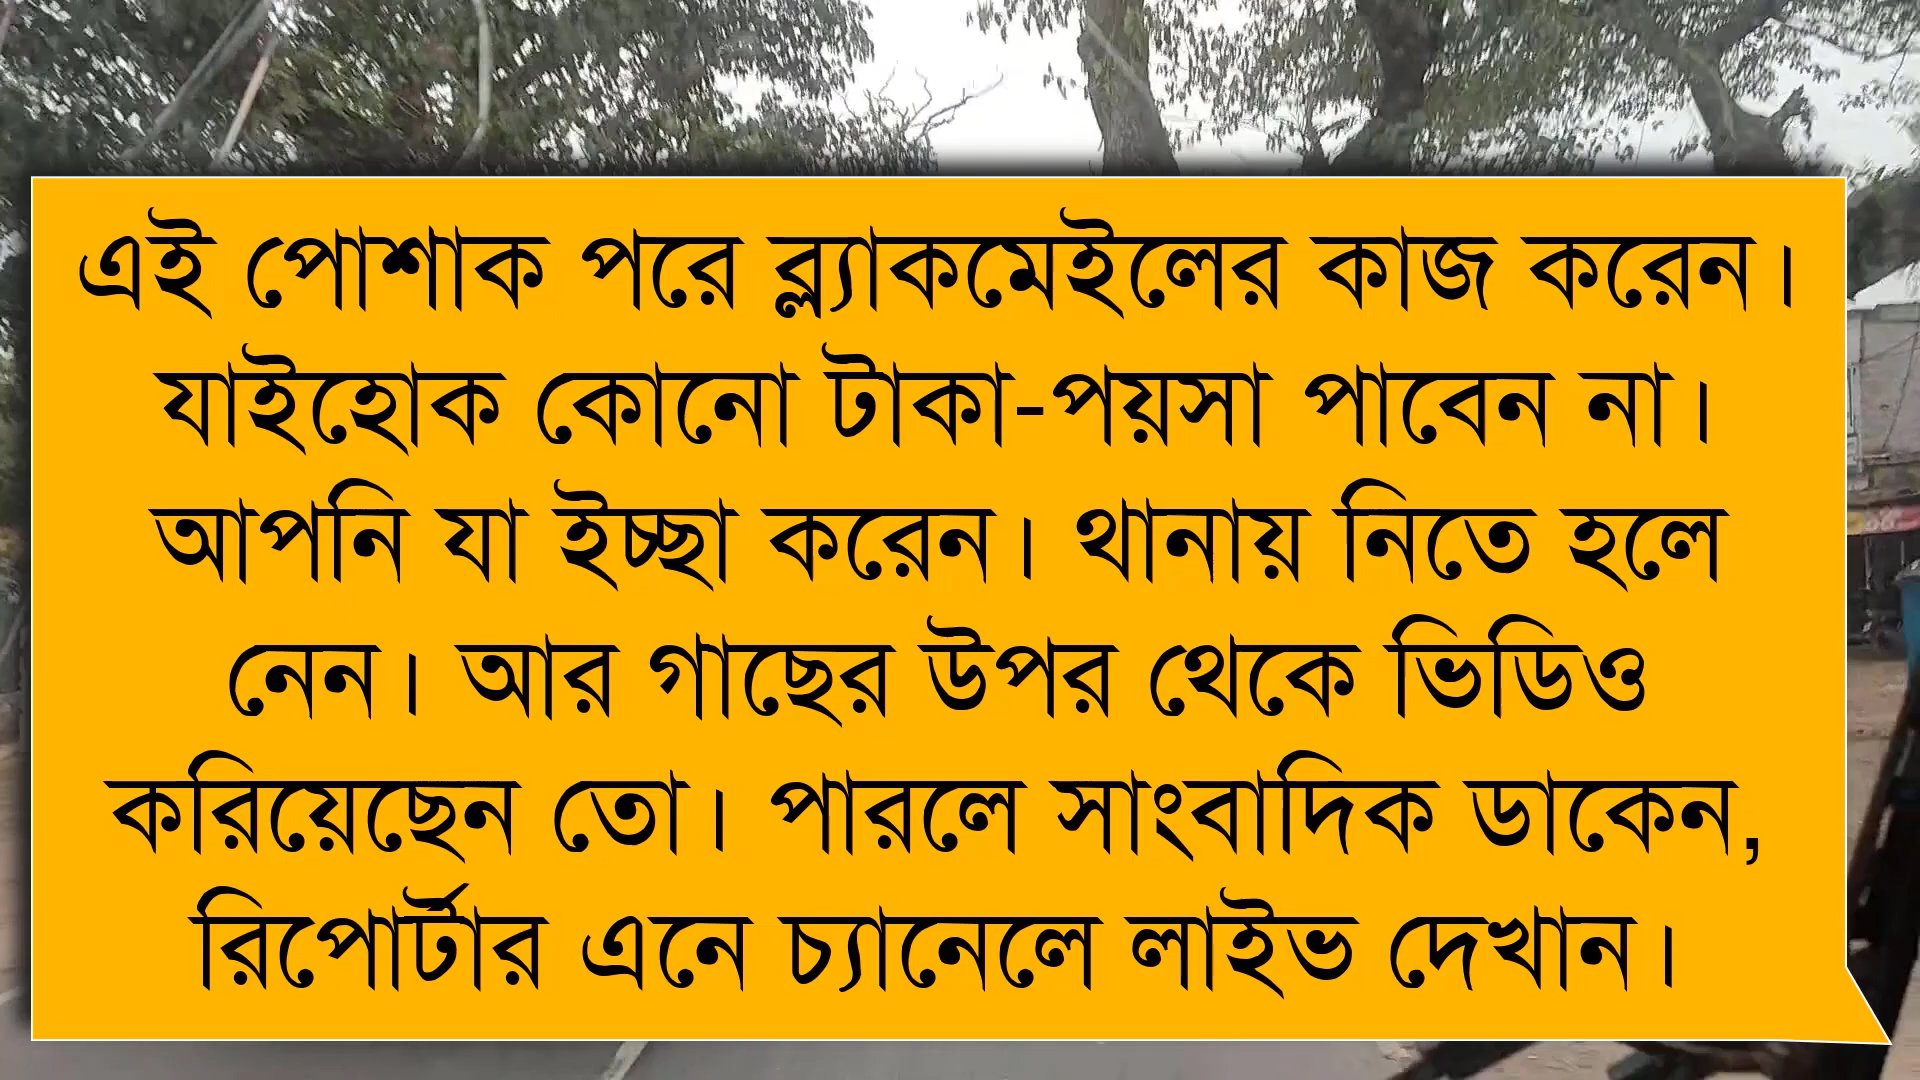 এই পোশাক পরে ব্ল্যাকমেইলের কাজ করেন।
যাইহোক কোনো টাকা-পয়সা পাবেন না।
আপনি যা ইচ্ছা করেন। থানায় নিতে হলে
নেন। আর গাছের উপর থেকে ভিডিও
করিয়েছেন তো। পারলে সাংবাদিক ডাকেন,
রিপোর্টার এনে চ্যানেলে লাইভ দেখান।